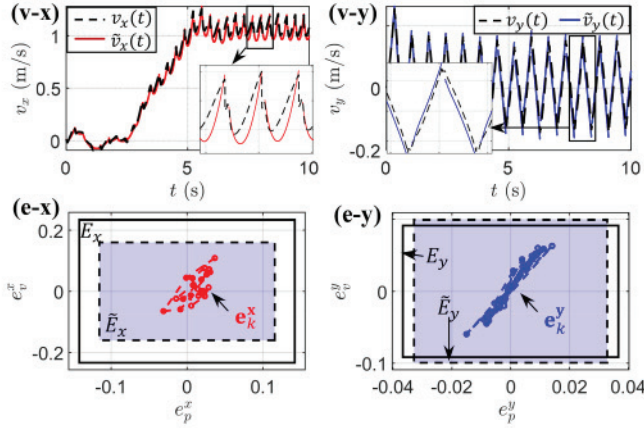 (v-x)
v_x(t)
ṽ_x(t)
v_x (m/s)
1
0.5
0
0
5
10
t (s)
(v-y)
v_y(t)
ṽ_y(t)
v_y (m/s)
0
-0.2
0
5
10
t (s)
(e-x)
E_x
Ẽ_x
e_k^x
e_v^x
0.2
0
-0.2
-0.1
0
0.1
e_p^x
(e-y)
E_y
Ẽ_y
e_k^y
e_v^y
0.1
0
-0.1
-0.04
-0.02
0
0.02
0.04
e_p^y